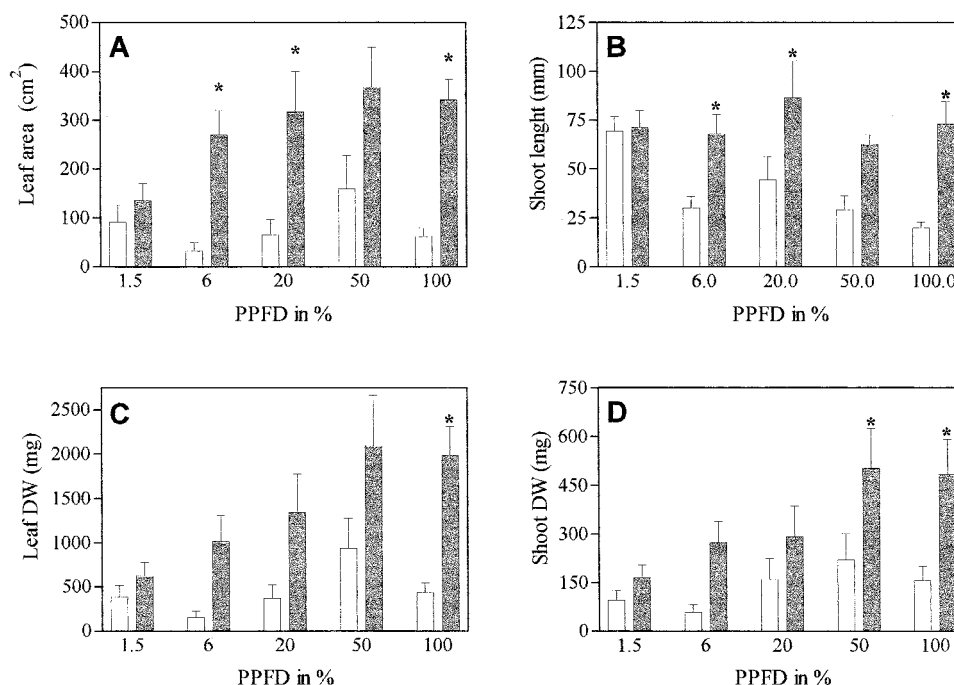 A
Leaf area (cm²)
500
400
300
200
100
0
* * *
1.5 6 20 50 100
PPFD in %
B
Shoot lenght (mm)
125
100
75
50
25
0
* * *
1.5 6.0 20.0 50.0 100.0
PPFD in %
C
Leaf DW (mg)
2500
2000
1500
1000
500
0
*
1.5 6 20 50 100
PPFD in %
D
Shoot DW (mg)
750
600
450
300
150
0
* *
1.5 6 20 50 100
PPFD in %